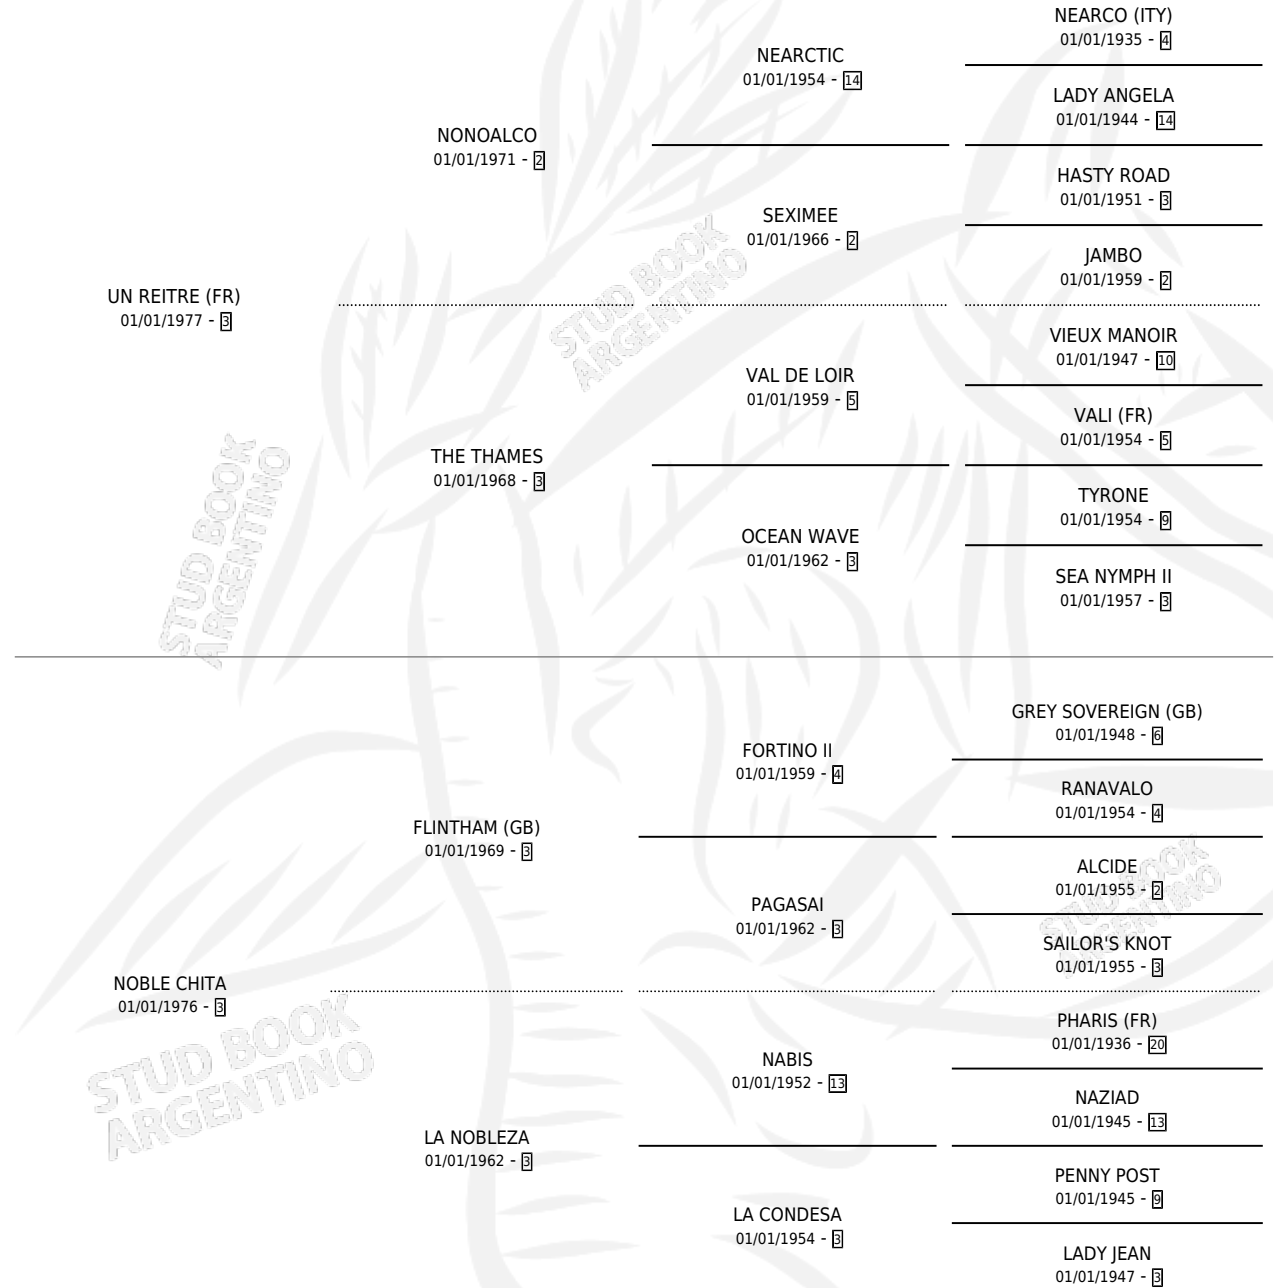 NEARCO (ITY)
01/01/1935 - 4
NEARCTIC
01/01/1954 - 14
LADY ANGELA
01/01/1944 - 14
NONOALCO
01/01/1971 - 2
HASTY ROAD
01/01/1951 - 3
SEXIMEE
01/01/1966 - 2
JAMBO
01/01/1959 - 2
UN REITRE (FR)
01/01/1977 - 3
VIEUX MANOIR
01/01/1947 - 10
VAL DE LOIR
01/01/1959 - 5
VALI (FR)
01/01/1954 - 5
THE THAMES
01/01/1968 - 3
TYRONE
01/01/1954 - 9
OCEAN WAVE
01/01/1962 - 3
SEA NYMPH II
01/01/1957 - 3
GREY SOVEREIGN (GB)
01/01/1948 - 6
FORTINO II
01/01/1959 - 4
RANAVALO
01/01/1954 - 4
FLINTHAM (GB)
01/01/1969 - 3
ALCIDE
01/01/1955 - 2
PAGASAI
01/01/1962 - 3
SAILOR'S KNOT
01/01/1955 - 3
NOBLE CHITA
01/01/1976 - 3
PHARIS (FR)
01/01/1936 - 20
NABIS
01/01/1952 - 13
NAZIAD
01/01/1945 - 13
LA NOBLEZA
01/01/1962 - 3
PENNY POST
01/01/1945 - 9
LA CONDESA
01/01/1954 - 3
LADY JEAN
01/01/1947 - 3
STUD BOOK
ARGENTINO
STUD BOOK
ARGENTINO
STUD BOOK
ARGENTINO
STUD BOOK
ARGENTINO